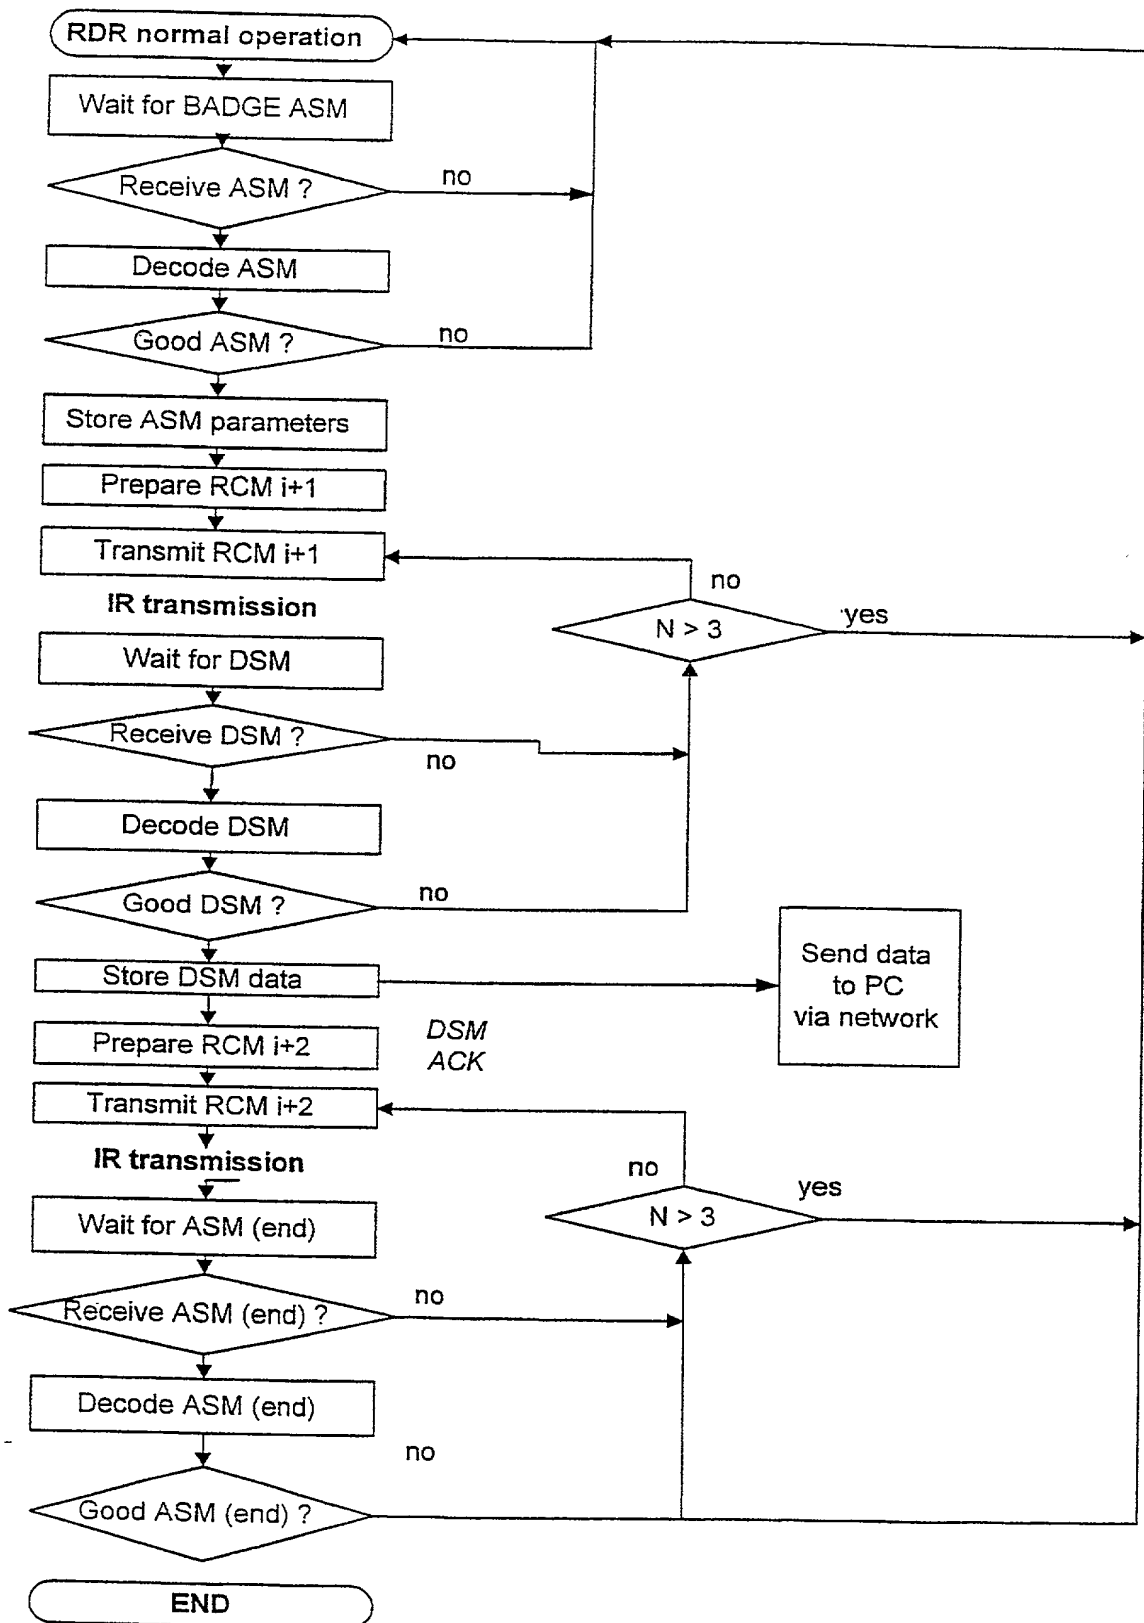 RDR normal operation
Wait for BADGE ASM
Receive ASM ?
no
Decode ASM
Good ASM ?
no
Store ASM parameters
Prepare RCM i+1
Transmit RCM i+1
no
IR transmission
N > 3
yes
Wait for DSM
Receive DSM ?
no
Decode DSM
Good DSM ?
no
Store DSM data
Send data
to PC
via network
Prepare RCM i+2
DSM
ACK
Transmit RCM i+2
IR transmission
no
N > 3
yes
Wait for ASM (end)
Receive ASM (end) ?
no
Decode ASM (end)
no
Good ASM (end) ?
END